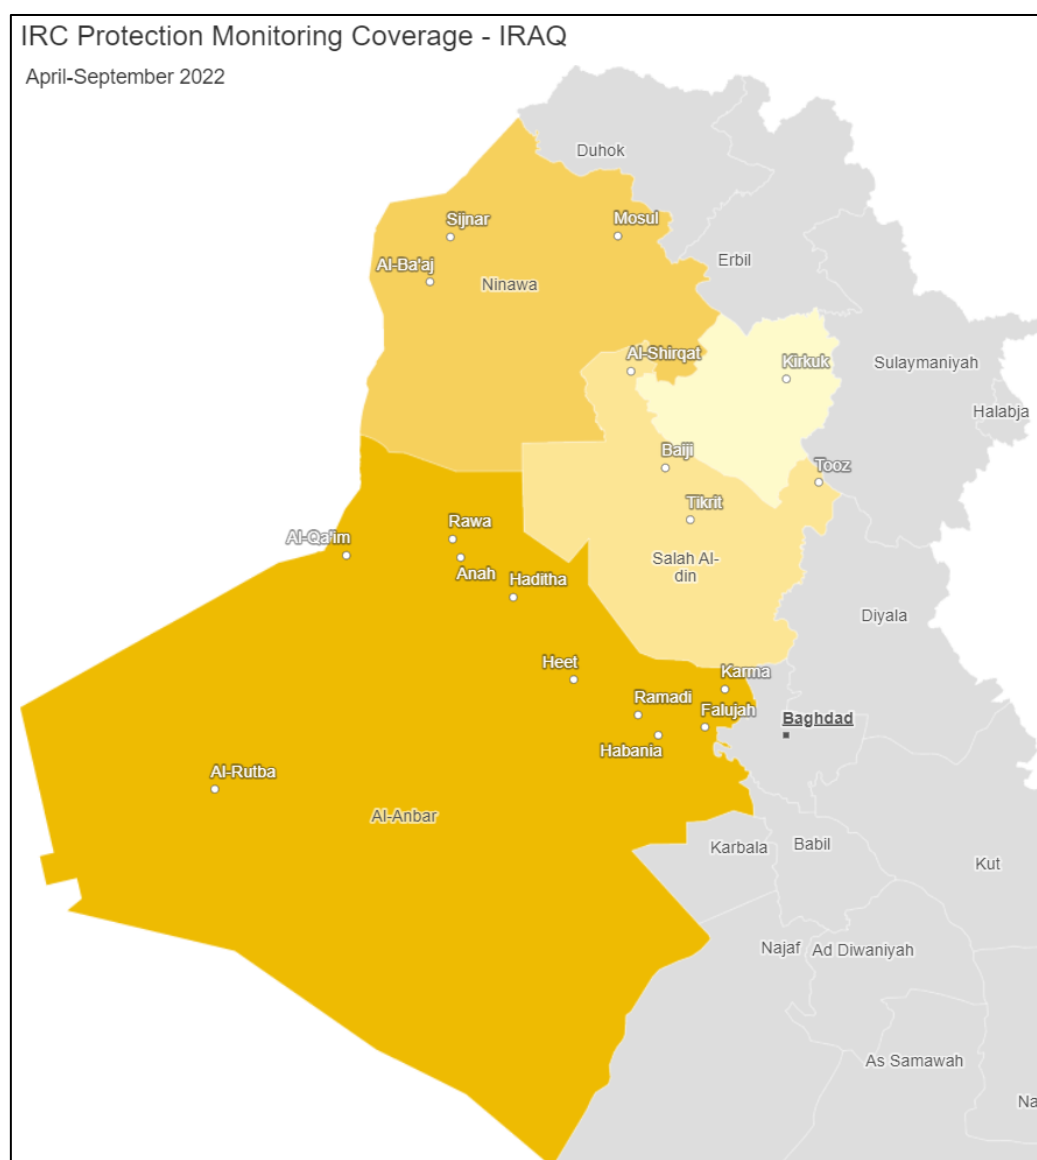 IRC Protection Monitoring Coverage - IRAQ
April-September 2022
Duhok
Sijnar
Mosul
Al-Ba'aj
Ninawa
Erbil
Al-Shirqat
Kirkuk
Sulaymaniyah
Halabja
Baiji
Tooz
Tikrit
Rawa
Al-Qa'im
Anah
Haditha
Salah Al-
din
Diyala
Heet
Karma
Ramadi
Falujah
Baghdad
Habania
Al-Rutba
Al-Anbar
Karbala
Babil
Kut
Najaf
Ad Diwaniyah
As Samawah
Na